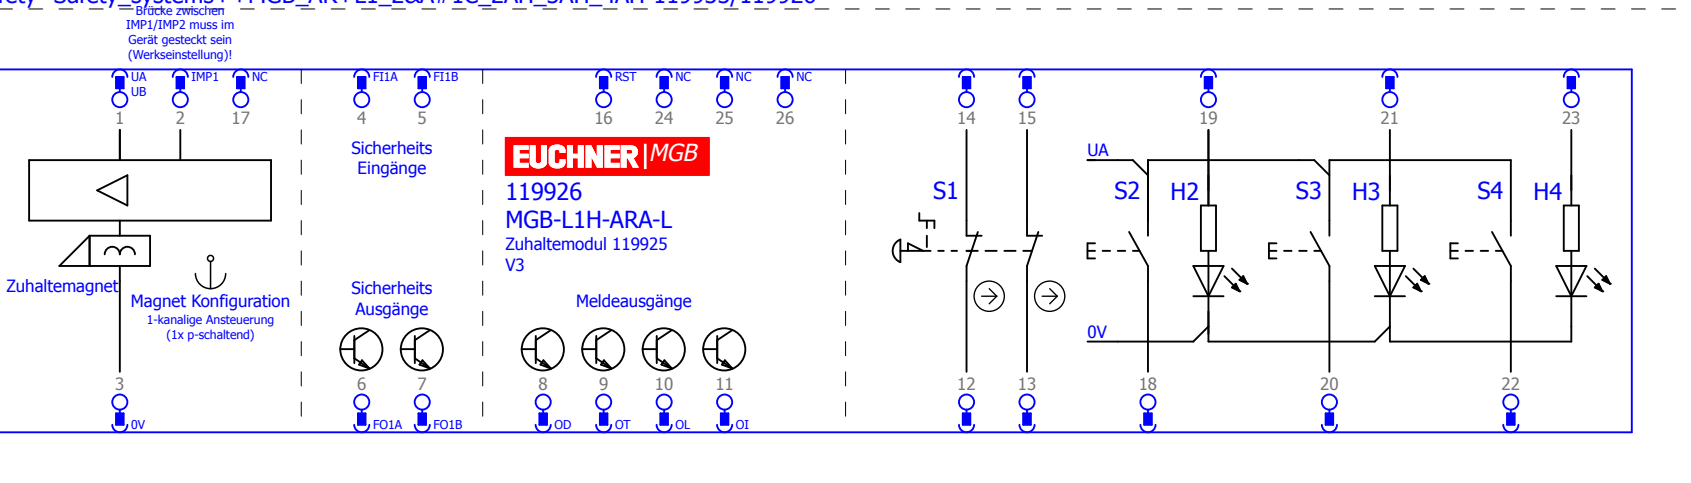 Brücke zwischen
IMP1/IMP2 muss im
Gerät gesteckt sein
(Werkseinstellung)!
UA IMP1 NC FI1A FI1B RST NC NC NC
UB
1 2 17 4 5 16 24 25 26 14 15 19 21 23
Sicherheits
Eingänge
EUCHNER MGB
UA
119926
S1 S2 H2 S3 H3 S4 H4
MGB-L1H-ARA-L
Zuhaltemodul 119925
V3
Zuhaltemagnet
Magnet Konfiguration
1-kanalige Ansteuerung
(1x p-schaltend)
Sicherheits
Ausgänge
Meldeausgänge
0V
3 6 7 8 9 10 11 12 13 18 20 22
0V FO1A FO1B OD OT OL OI